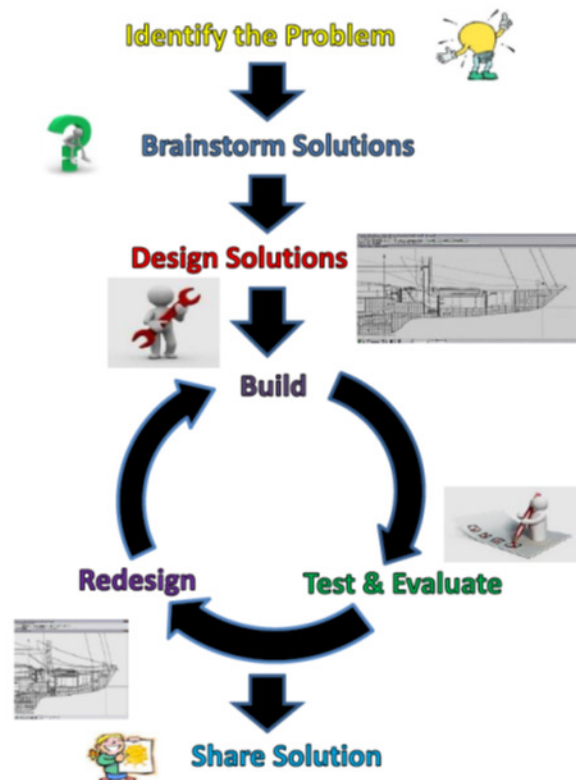 Identify the Problem
Brainstorm Solutions
Design Solutions
Build
Redesign
Test & Evaluate
Share Solution